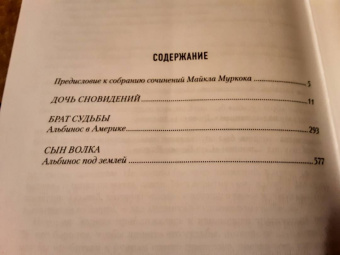 СОДЕРЖАНИЕ
Предисловие к собранию сочинений Майкла Муркока 5
ДОЧЬ СНОВИДЕНИЙ 11
БРАТ СУДЬБЫ
Альбинос в Америке 293
СЫН ВОЛКА
Альбинос под землей 577